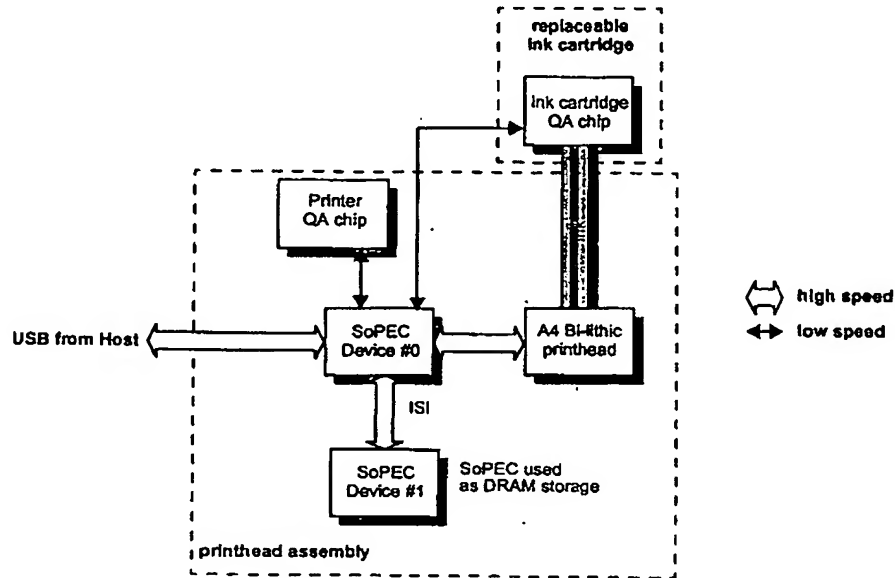 replaceable
ink cartridge
Ink cartridge
QA chip
Printer
QA chip
high speed
low speed
USB from Host
SoPEC
Device #0
A4 Bi-lithic
printhead
ISI
SoPEC
Device #1
SoPEC used
as DRAM storage
printhead assembly